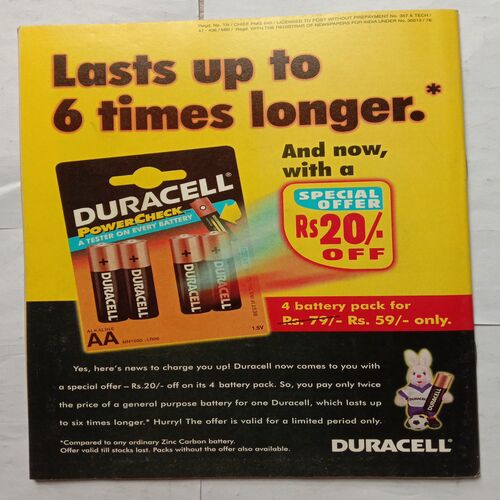 Lasts up to
6 times longer.*
And now,
with a
SPECIAL
OFFER
Rs20/-
OFF
DURACELL
POWERCHECK
A TESTER ON EVERY BATTERY
DURACELL
DURACELL
DURACELL
DURACELL
ALKALINE
AA
MN1500 - LR06
1.5V
4 battery pack for
Rs. 79/- Rs. 59/- only.
Yes, here's news to charge you up! Duracell now comes to you with
a special offer – Rs.20/- off on its 4 battery pack. So, you pay only twice
the price of a general purpose battery for one Duracell, which lasts up
to six times longer.* Hurry! The offer is valid for a limited period only.
*Compared to any ordinary Zinc Carbon battery.
Offer valid till stocks last. Packs without the offer also available.
DURACELL